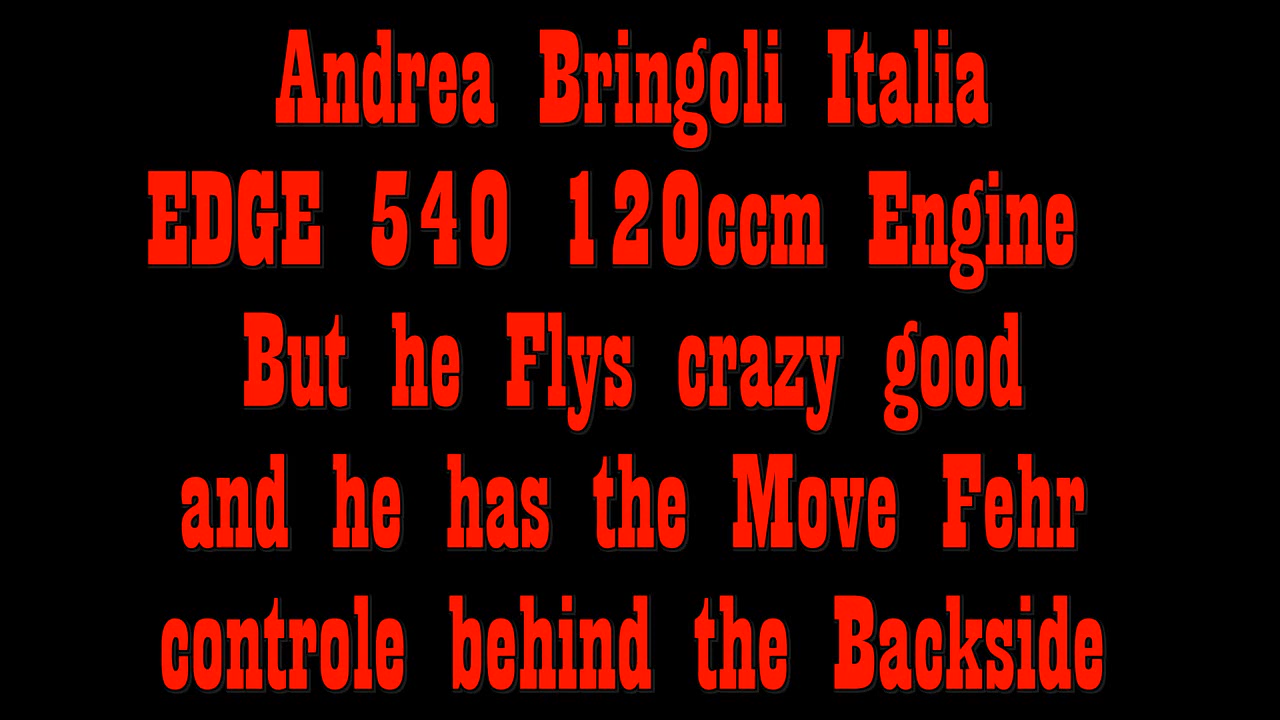 Andrea Bringoli Italia
EDGE 540 120ccm Engine
But he Flys crazy good
and he has the Move Fehr
controle behind the Backside